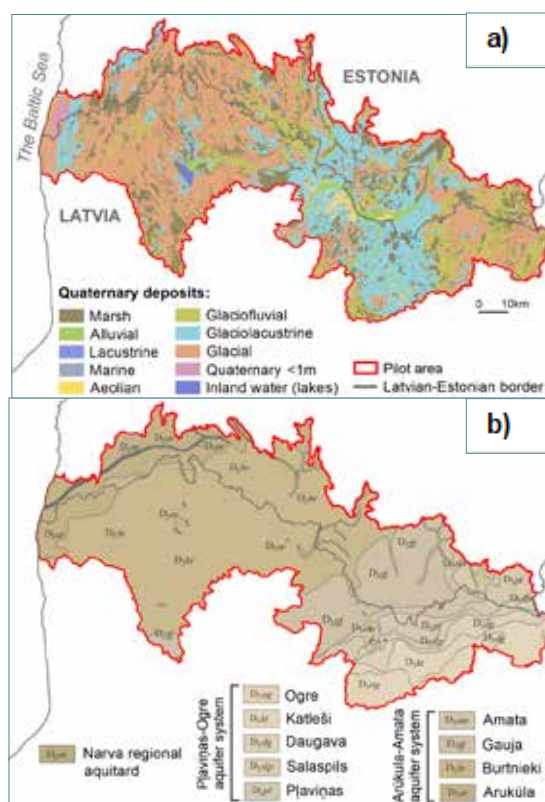 a)
ESTONIA
The Baltic Sea
LATVIA
Quaternary deposits:
Marsh
Alluvial
Lacustrine
Marine
Aeolian
Glaciofluvial
Glaciolacustrine
Glacial
Quaternary <1m
Inland water (lakes)
0 10km
Pilot area
Latvian-Estonian border
b)
Narva regional
aquitard
Pļaviņas-Ogre
aquifer system
Ogre
Katleši
Daugava
Salaspils
Pļaviņas
Arūkula-Amata
aquifer system
Amata
Gauja
Burtnieki
Arukūla